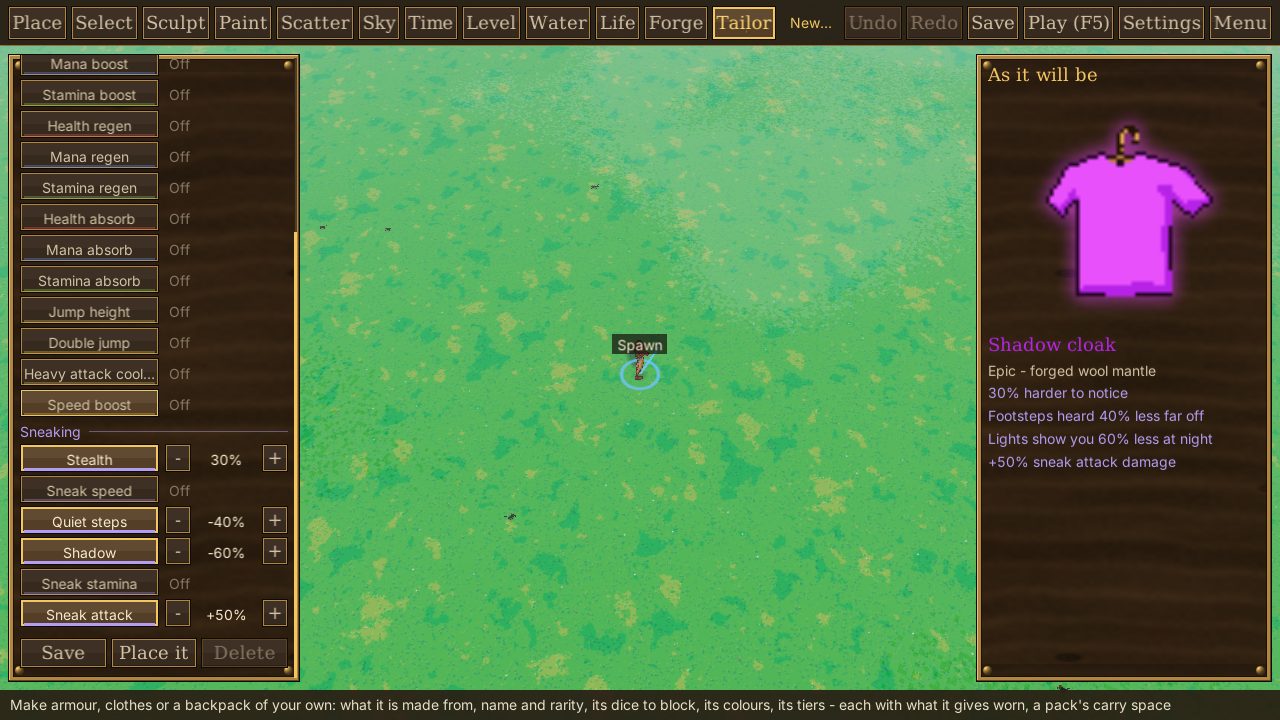 Place Select Sculpt Paint Scatter Sky Time Level Water Life Forge Tailor New... Undo Redo Save Play (F5) Settings Menu
Mana boost Off
Stamina boost Off
Health regen Off
Mana regen Off
Stamina regen Off
Health absorb Off
Mana absorb Off
Stamina absorb Off
Jump height Off
Double jump Off
Heavy attack cool... Off
Speed boost Off
Sneaking
Stealth - 30% +
Sneak speed Off
Quiet steps - -40% +
Shadow - -60% +
Sneak stamina Off
Sneak attack - +50% +
Save Place it Delete
Spawn
As it will be
Shadow cloak
Epic - forged wool mantle
30% harder to notice
Footsteps heard 40% less far off
Lights show you 60% less at night
+50% sneak attack damage
Make armour, clothes or a backpack of your own: what it is made from, name and rarity, its dice to block, its colours, its tiers - each with what it gives worn, a pack's carry space